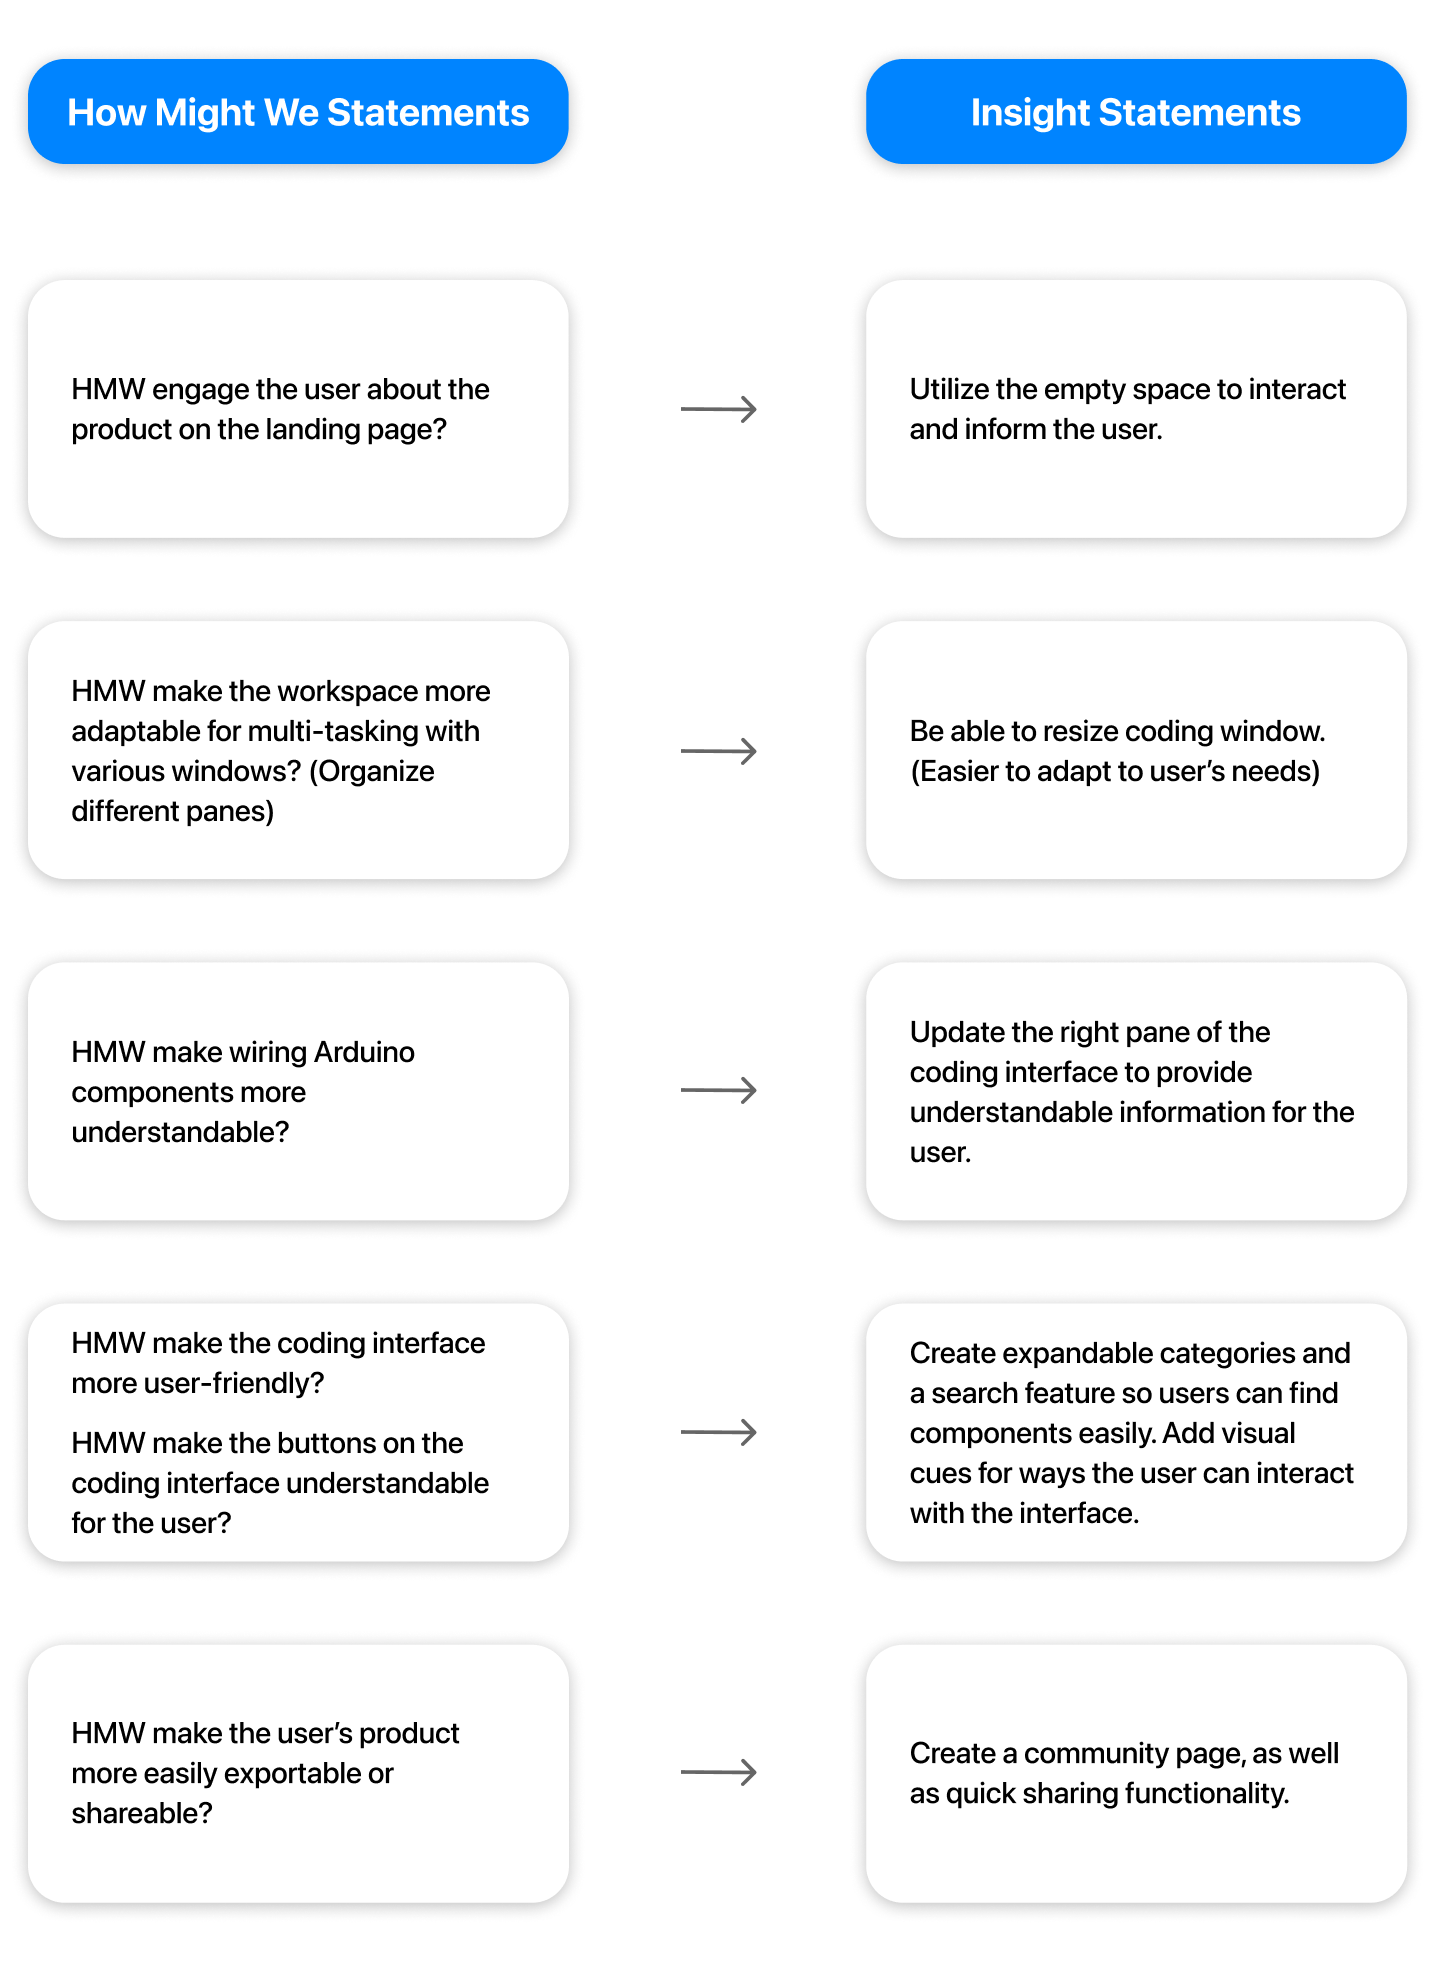 How Might We Statements
Insight Statements
HMW engage the user about the
product on the landing page?
Utilize the empty space to interact
and inform the user.
HMW make the workspace more
adaptable for multi-tasking with
various windows? (Organize
different panes)
Be able to resize coding window.
(Easier to adapt to user’s needs)
HMW make wiring Arduino
components more
understandable?
Update the right pane of the
coding interface to provide
understandable information for the
user.
HMW make the coding interface
more user-friendly?
HMW make the buttons on the
coding interface understandable
for the user?
Create expandable categories and
a search feature so users can find
components easily. Add visual
cues for ways the user can interact
with the interface.
HMW make the user’s product
more easily exportable or
shareable?
Create a community page, as well
as quick sharing functionality.